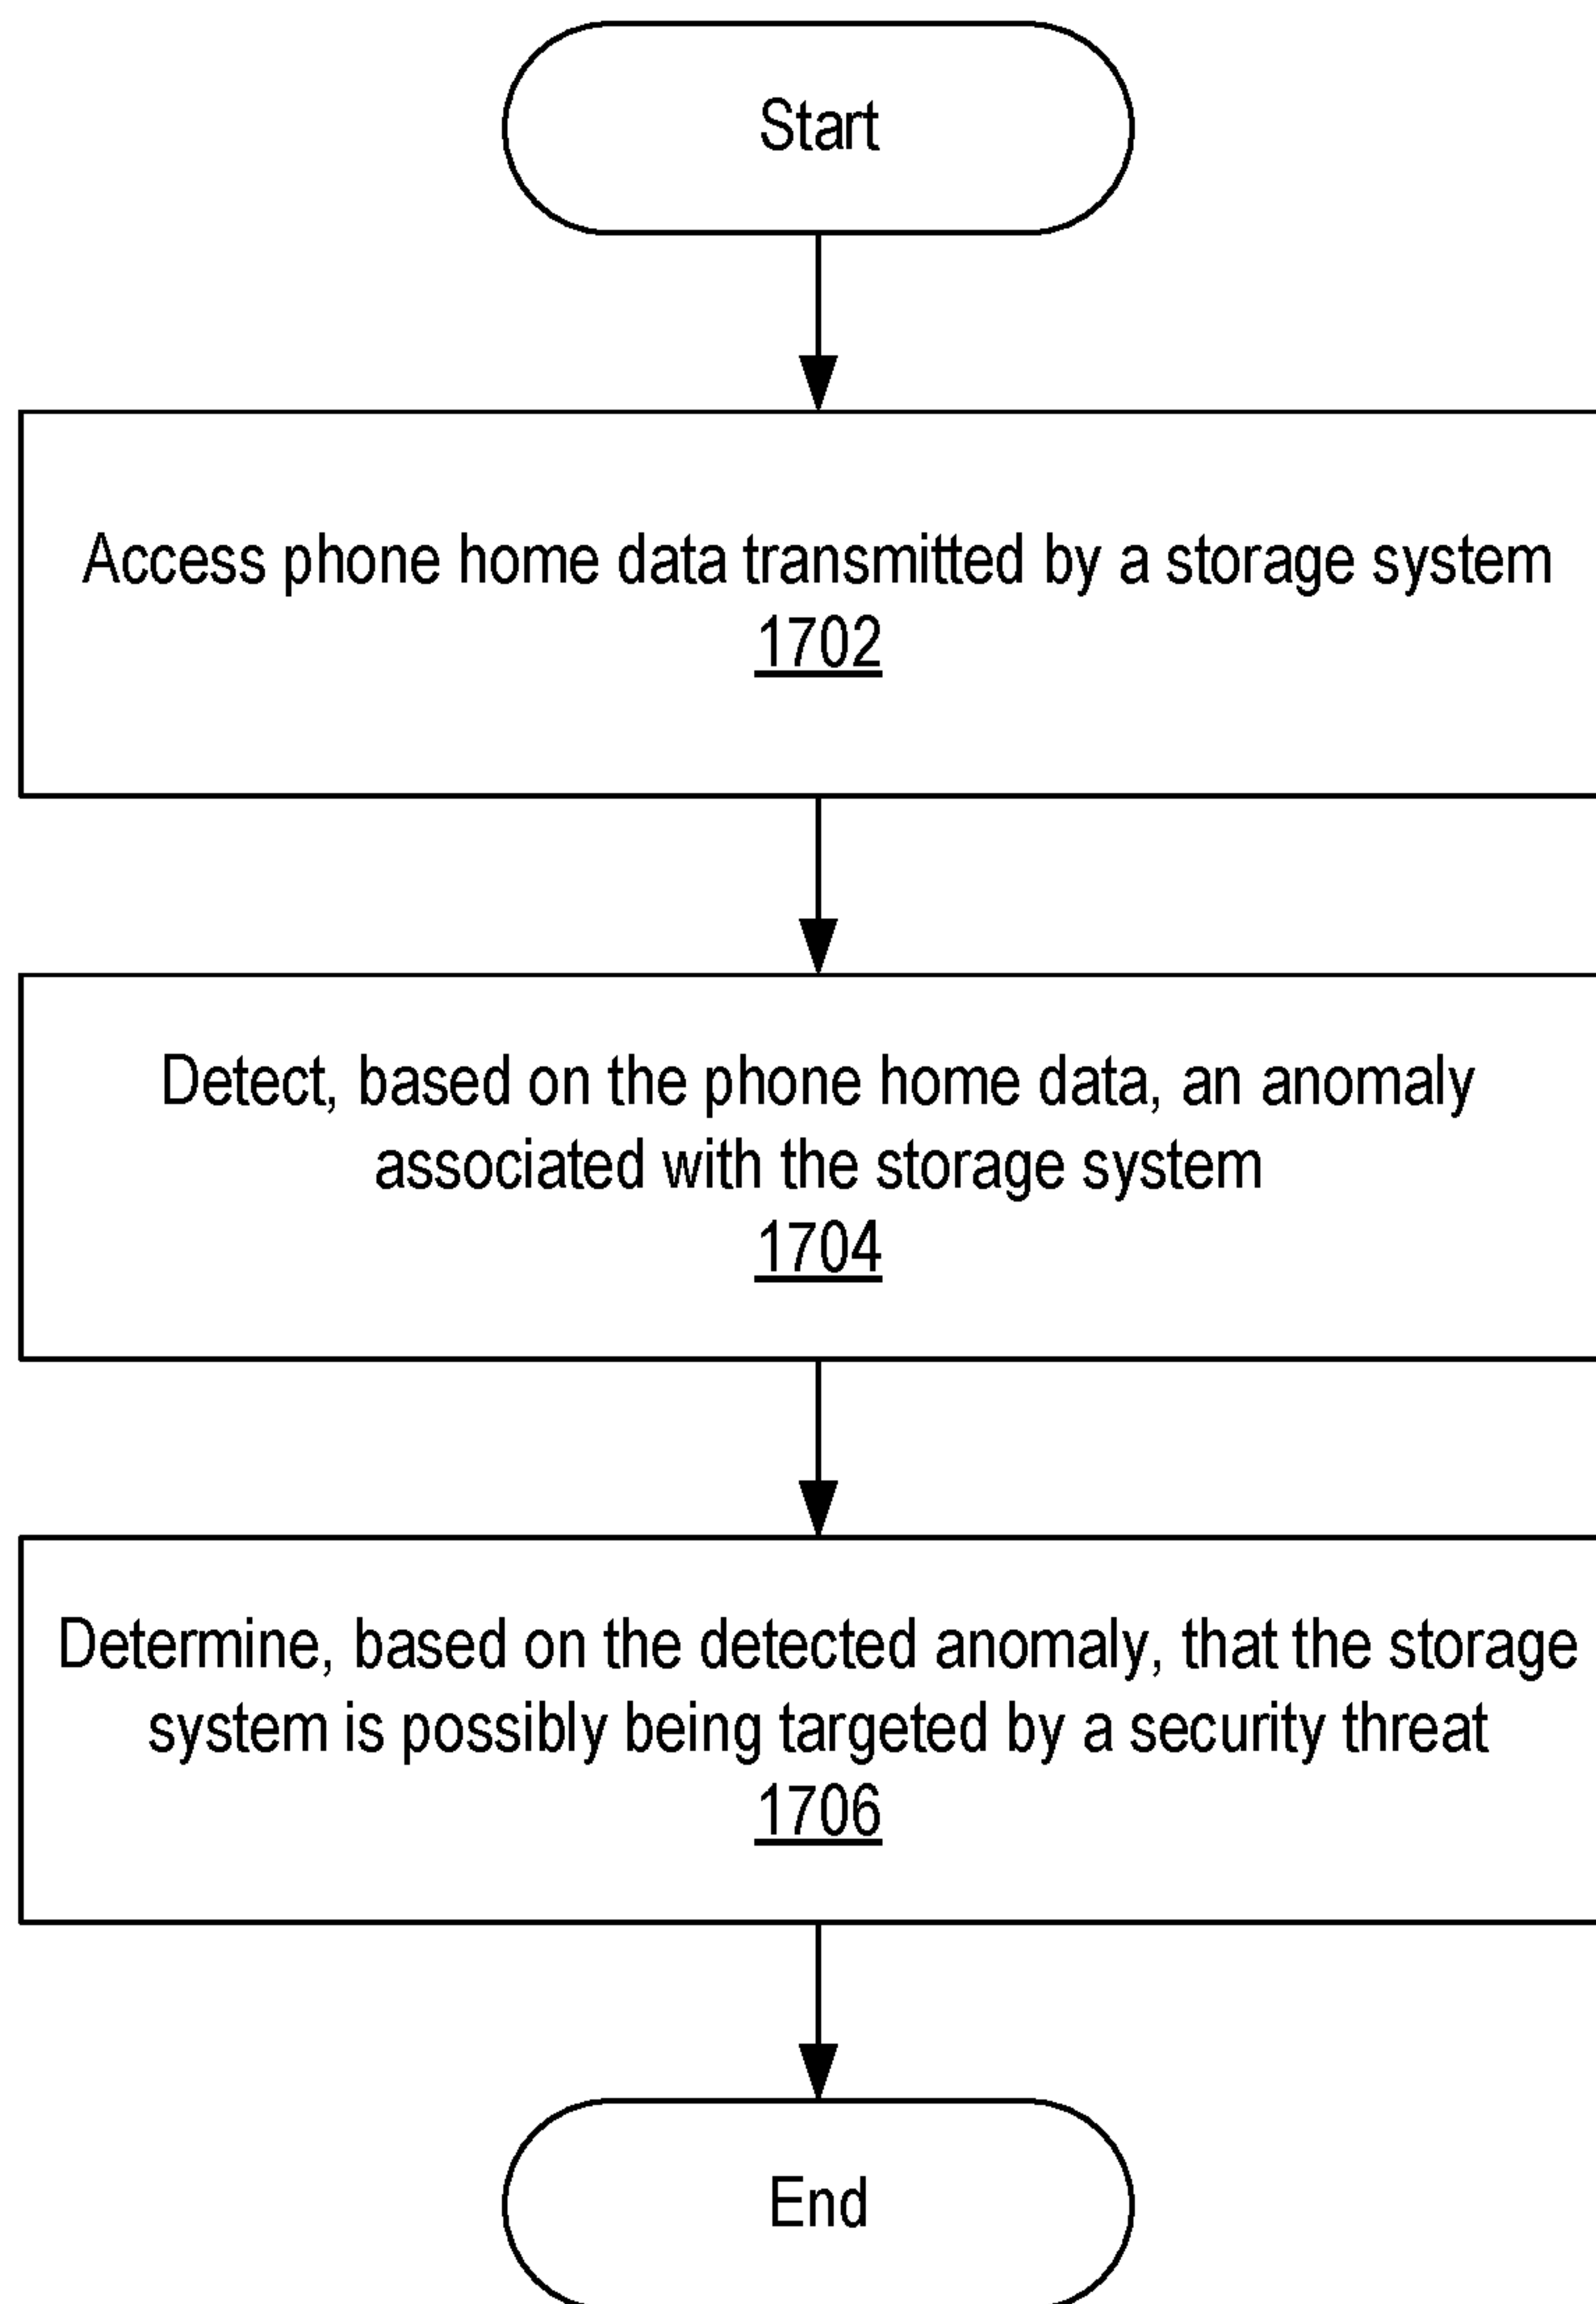 Start
Access phone home data transmitted by a storage system
1702
Detect, based on the phone home data, an anomaly
associated with the storage system
1704
Determine, based on the detected anomaly, that the storage
system is possibly being targeted by a security threat
1706
End